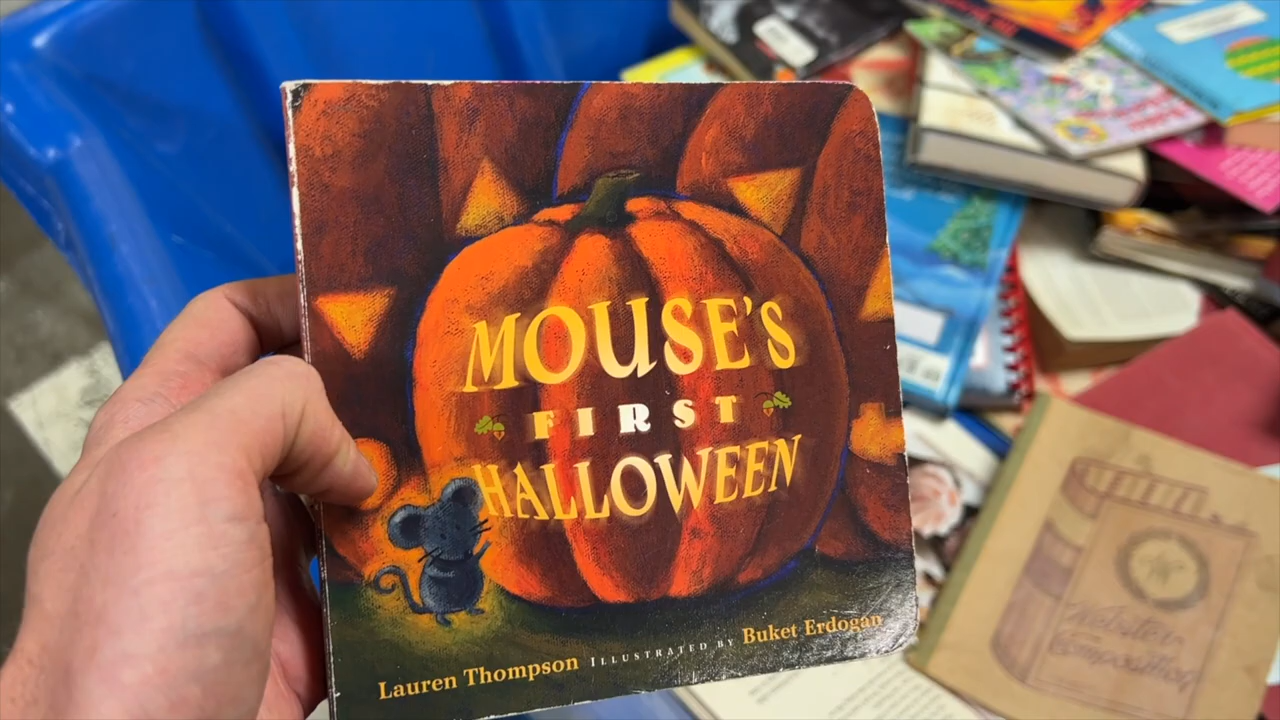 MOUSE'S
FIRST
HALLOWEEN
Lauren Thompson ILLUSTRATED BY Buket Erdogan